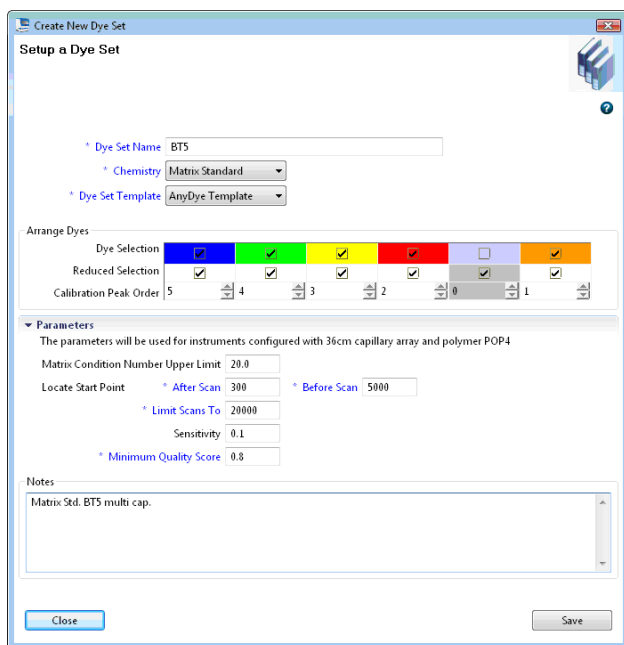 Create New Dye Set
Setup a Dye Set
* Dye Set Name BT5
* Chemistry Matrix Standard
* Dye Set Template AnyDye Template
Arrange Dyes
Dye Selection
Reduced Selection
Calibration Peak Order 5 4 3 2 0 1
Parameters
The parameters will be used for instruments configured with 36cm capillary array and polymer POP4
Matrix Condition Number Upper Limit 20.0
Locate Start Point * After Scan 300 * Before Scan 5000
* Limit Scans To 20000
Sensitivity 0.1
* Minimum Quality Score 0.8
Notes
Matrix Std. BT5 multi cap.
Close Save